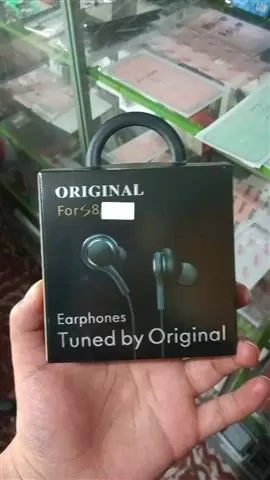 ORIGINAL
For S8
Earphones
Tuned by Original